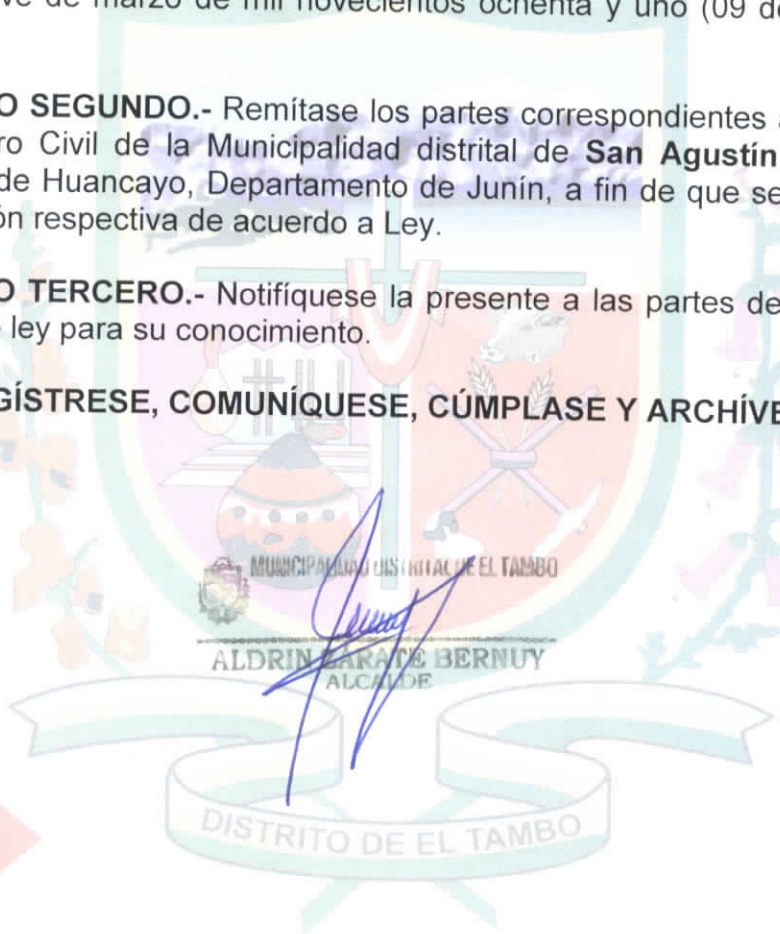 ve de marzo de mil novecientos ochenta y uno (09 de
O SEGUNDO.- Remítase los partes correspondientes
ro Civil de la Municipalidad distrital de San Agustín
de Huancayo, Departamento de Junín, a fin de que se
ón respectiva de acuerdo a Ley.
O TERCERO.- Notifíquese la presente a las partes de
ley para su conocimiento.
GÍSTRESE, COMUNÍQUESE, CÚMPLASE Y ARCHÍVE
MUNICIPALIDAD DISTRITAL DE EL TAMBO
ALDRIN ZARATE BERNUY
ALCALDE
DISTRITO DE EL TAMBO